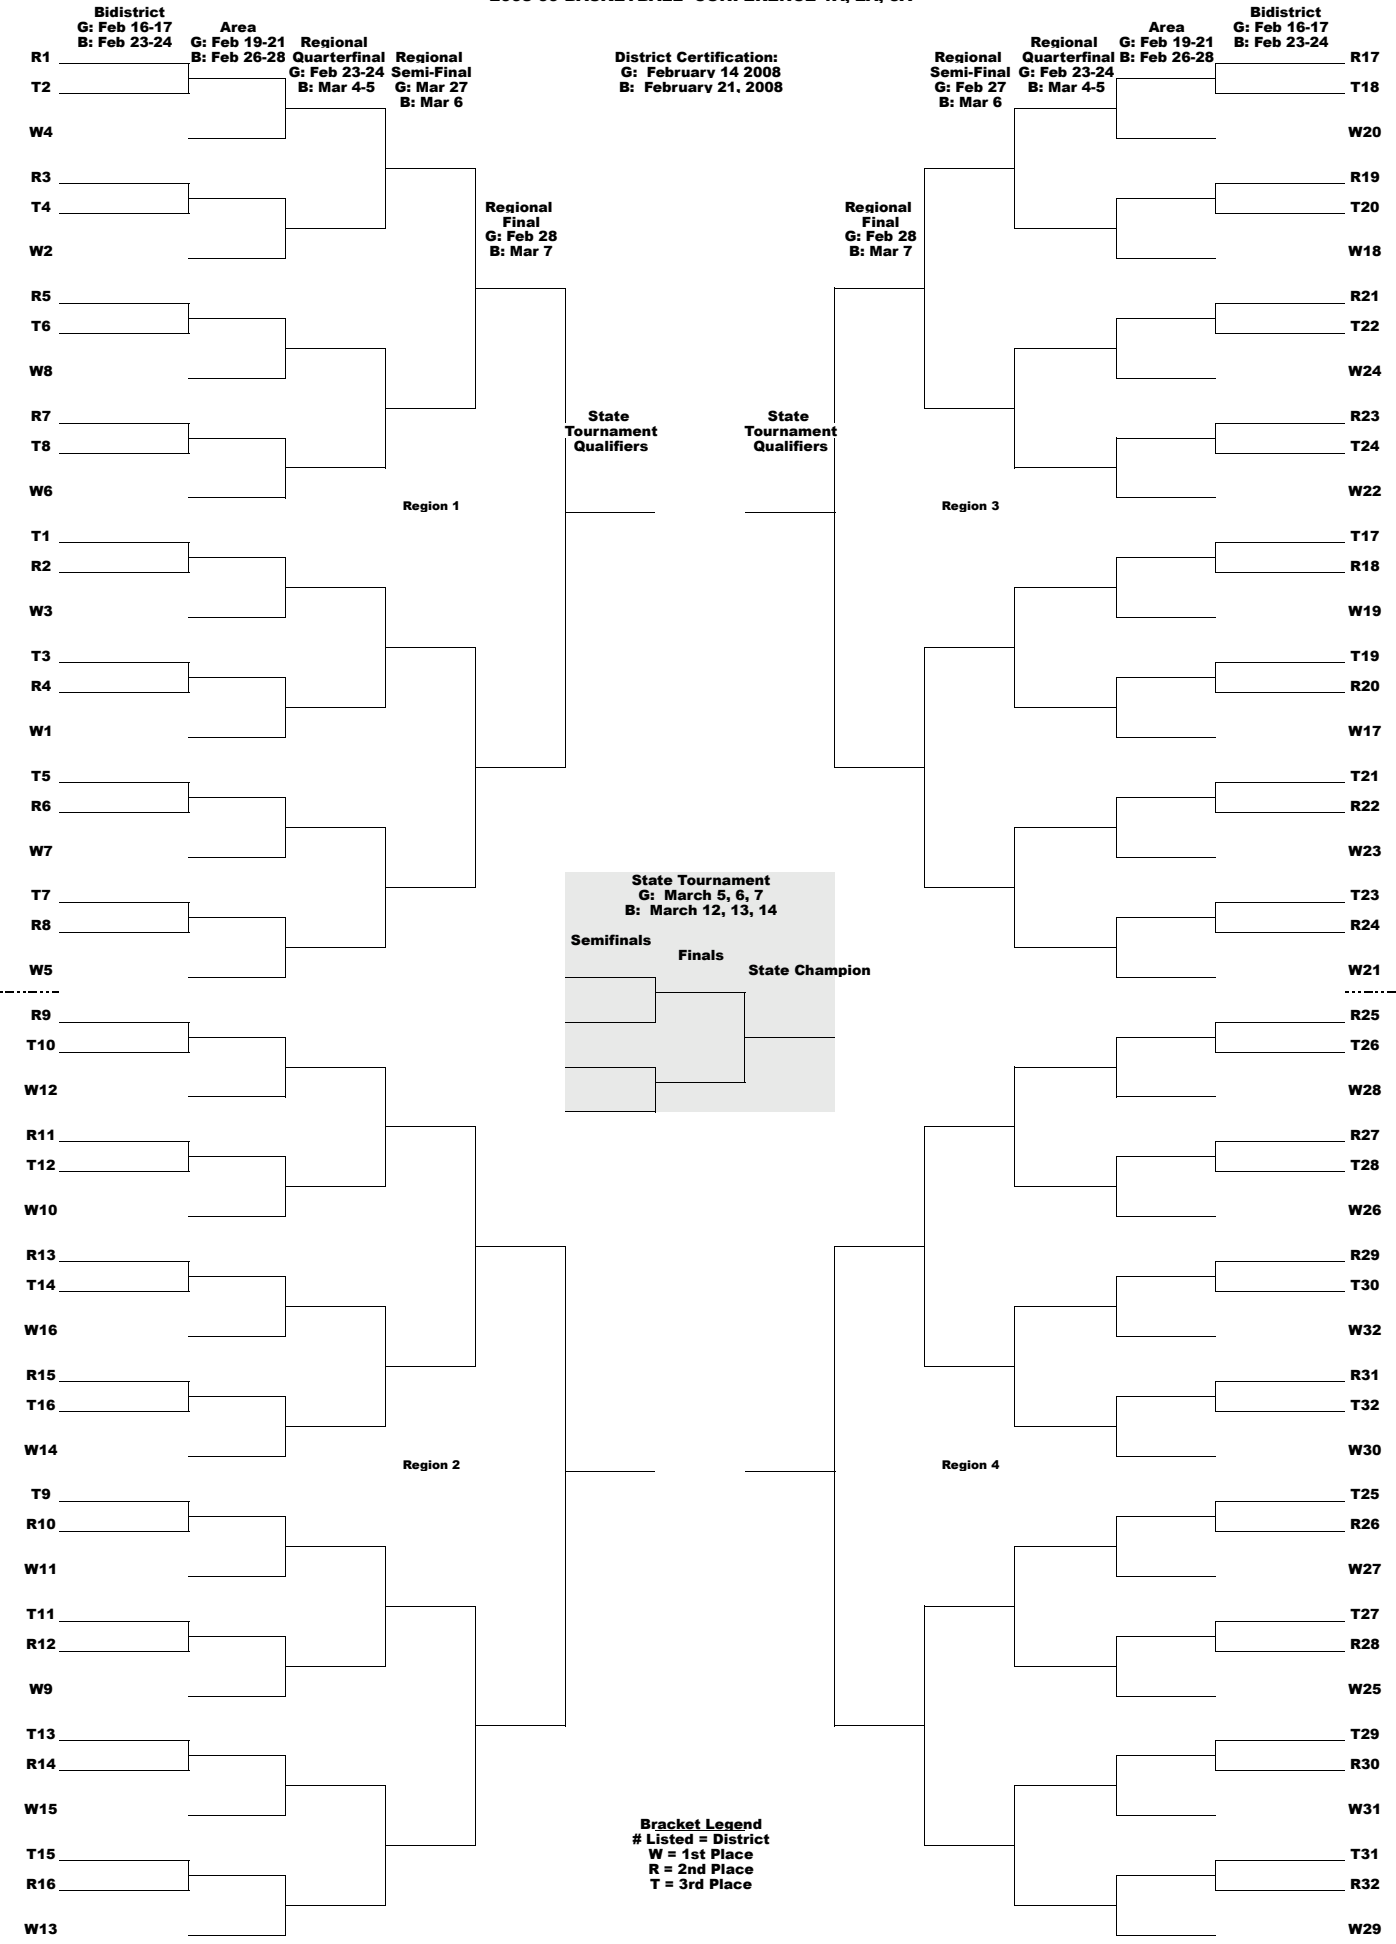 Bidistrict
G: Feb 16-17
B: Feb 23-24
Area
G: Feb 19-21
B: Feb 26-28
Regional
Quarterfinal
G: Feb 23-24
B: Mar 4-5
Regional
Semi-Final
G: Mar 27
B: Mar 6
District Certification:
G: February 14 2008
B: February 21, 2008
Regional
Semi-Final
G: Feb 27
B: Mar 6
Regional
Quarterfinal
G: Feb 23-24
B: Mar 4-5
Area
G: Feb 19-21
B: Feb 26-28
Bidistrict
G: Feb 16-17
B: Feb 23-24
R1
T2
W4
R3
T4
W2
R5
T6
W8
R7
T8
W6
T1
R2
W3
T3
R4
W1
T5
R6
W7
T7
R8
W5
Regional
Final
G: Feb 28
B: Mar 7
State
Tournament
Qualifiers
Region 1
R9
T10
W12
R11
T12
W10
R13
T14
W16
R15
T16
W14
T9
R10
W11
T11
R12
W9
T13
R14
W15
T15
R16
W13
Region 2
State Tournament
G: March 5, 6, 7
B: March 12, 13, 14
Semifinals
Finals
State Champion
Bracket Legend
# Listed = District
W = 1st Place
R = 2nd Place
T = 3rd Place
Regional
Final
G: Feb 28
B: Mar 7
State
Tournament
Qualifiers
Region 3
R17
T18
W20
R19
T20
W18
R21
T22
W24
R23
T24
W22
T17
R18
W19
T19
R20
W17
T21
R22
W23
T23
R24
W21
Region 4
R25
T26
W28
R27
T28
W26
R29
T30
W32
R31
T32
W30
T25
R26
W27
T27
R28
W25
T29
R30
W31
T31
R32
W29